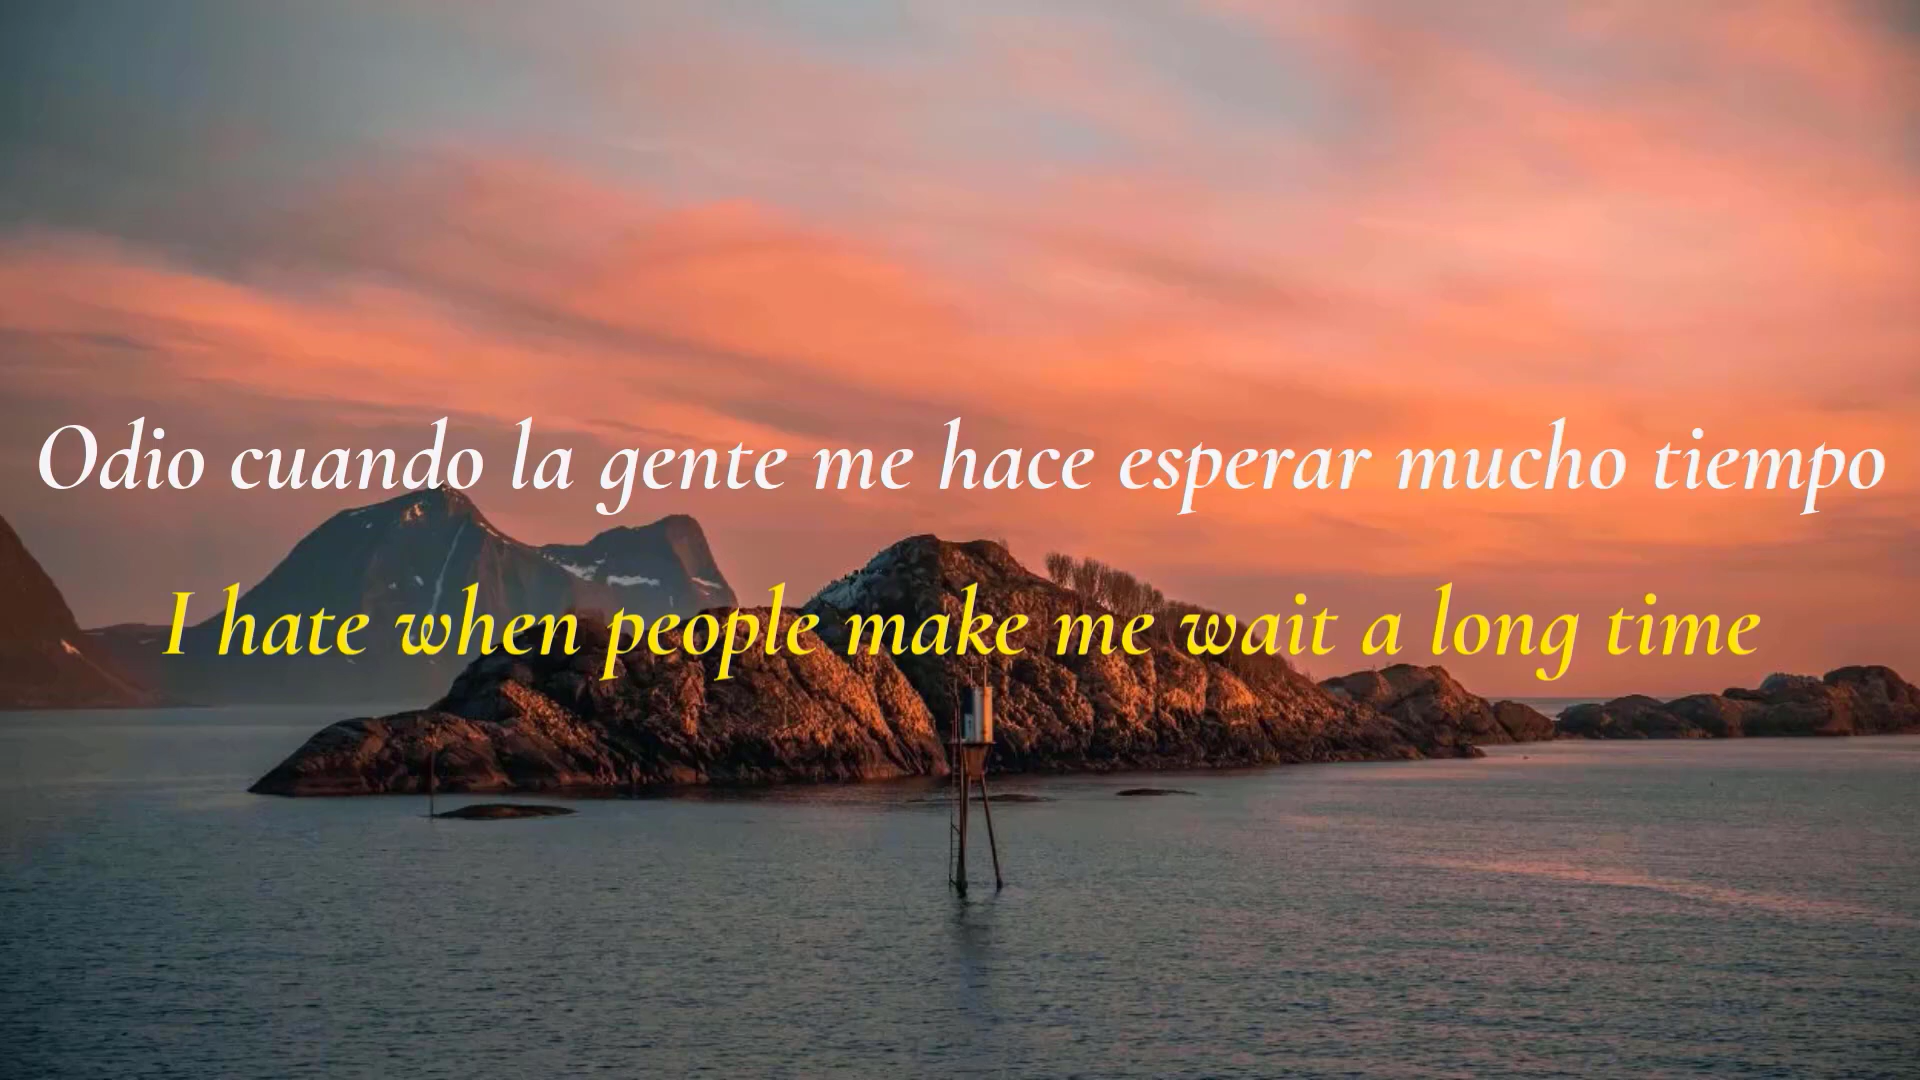 Odio cuando la gente me hace esperar mucho tiempo
I hate when people make me wait a long time